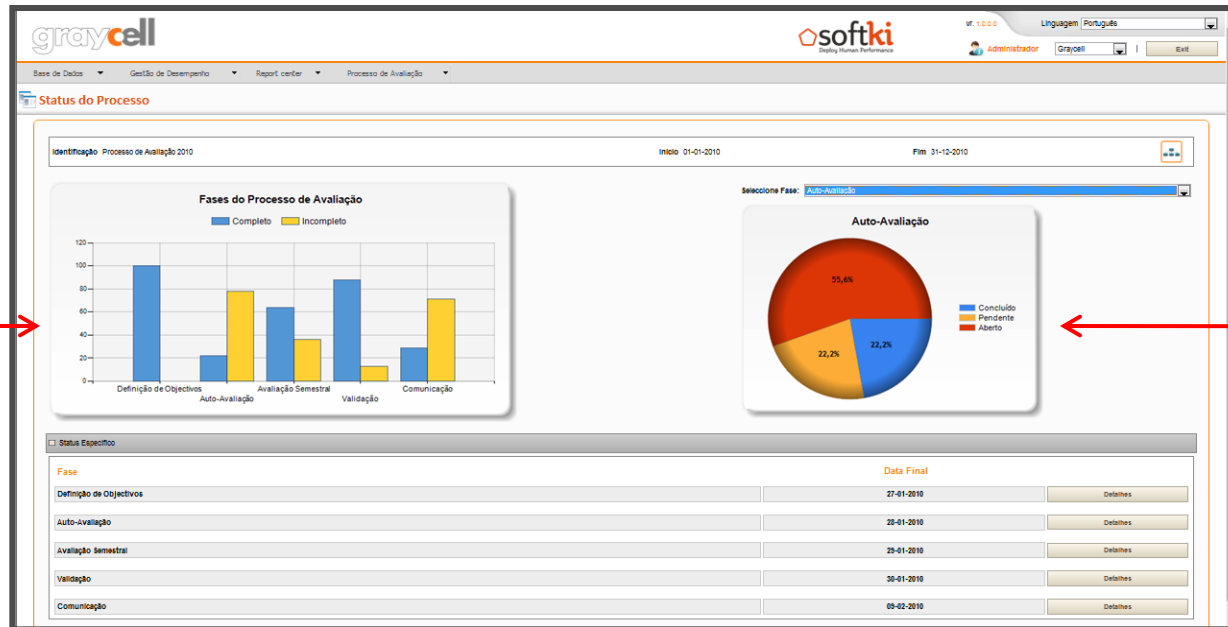 graycell
softki
Deploy Human Performance
vr. 1.0.0.0
Linguagem Português
Administrador Graycell | Exit
Base de Dados Gestão de Desempenho Report center Processo de Avaliação
Status do Processo
Identificação Processo de Avaliação 2010 Inicio 01-01-2010 Fim 31-12-2010
Seleccione Fase: Auto-Avaliação
Fases do Processo de Avaliação
Completo Incompleto
120
100
80
60
40
20
0
Definição de Objectivos
Auto-Avaliação
Avaliação Semestral
Validação
Comunicação
Auto-Avaliação
55,6%
22,2%
22,2%
Concluído
Pendente
Aberto
Status Especifico
Fase Data Final
Definição de Objectivos 27-01-2010 Detalhes
Auto-Avaliação 28-01-2010 Detalhes
Avaliação Semestral 29-01-2010 Detalhes
Validação 30-01-2010 Detalhes
Comunicação 09-02-2010 Detalhes